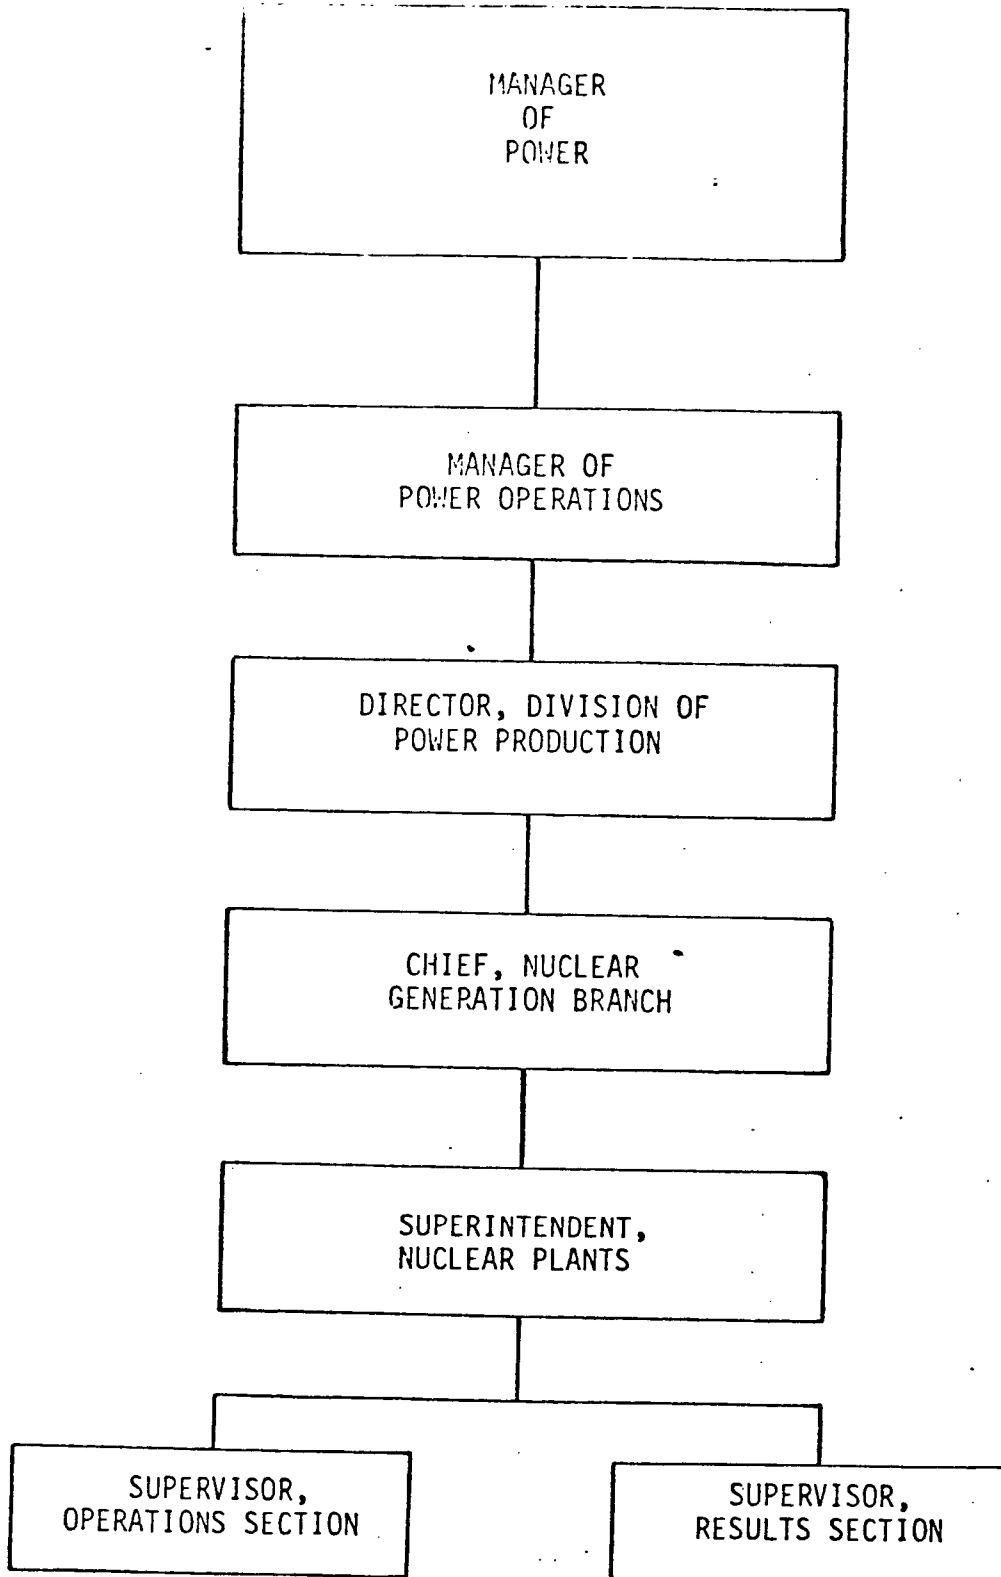 MANAGER
OF
POWER
MANAGER OF
POWER OPERATIONS
DIRECTOR, DIVISION OF
POWER PRODUCTION
CHIEF, NUCLEAR
GENERATION BRANCH
SUPERINTENDENT,
NUCLEAR PLANTS
SUPERVISOR,
OPERATIONS SECTION
SUPERVISOR,
RESULTS SECTION